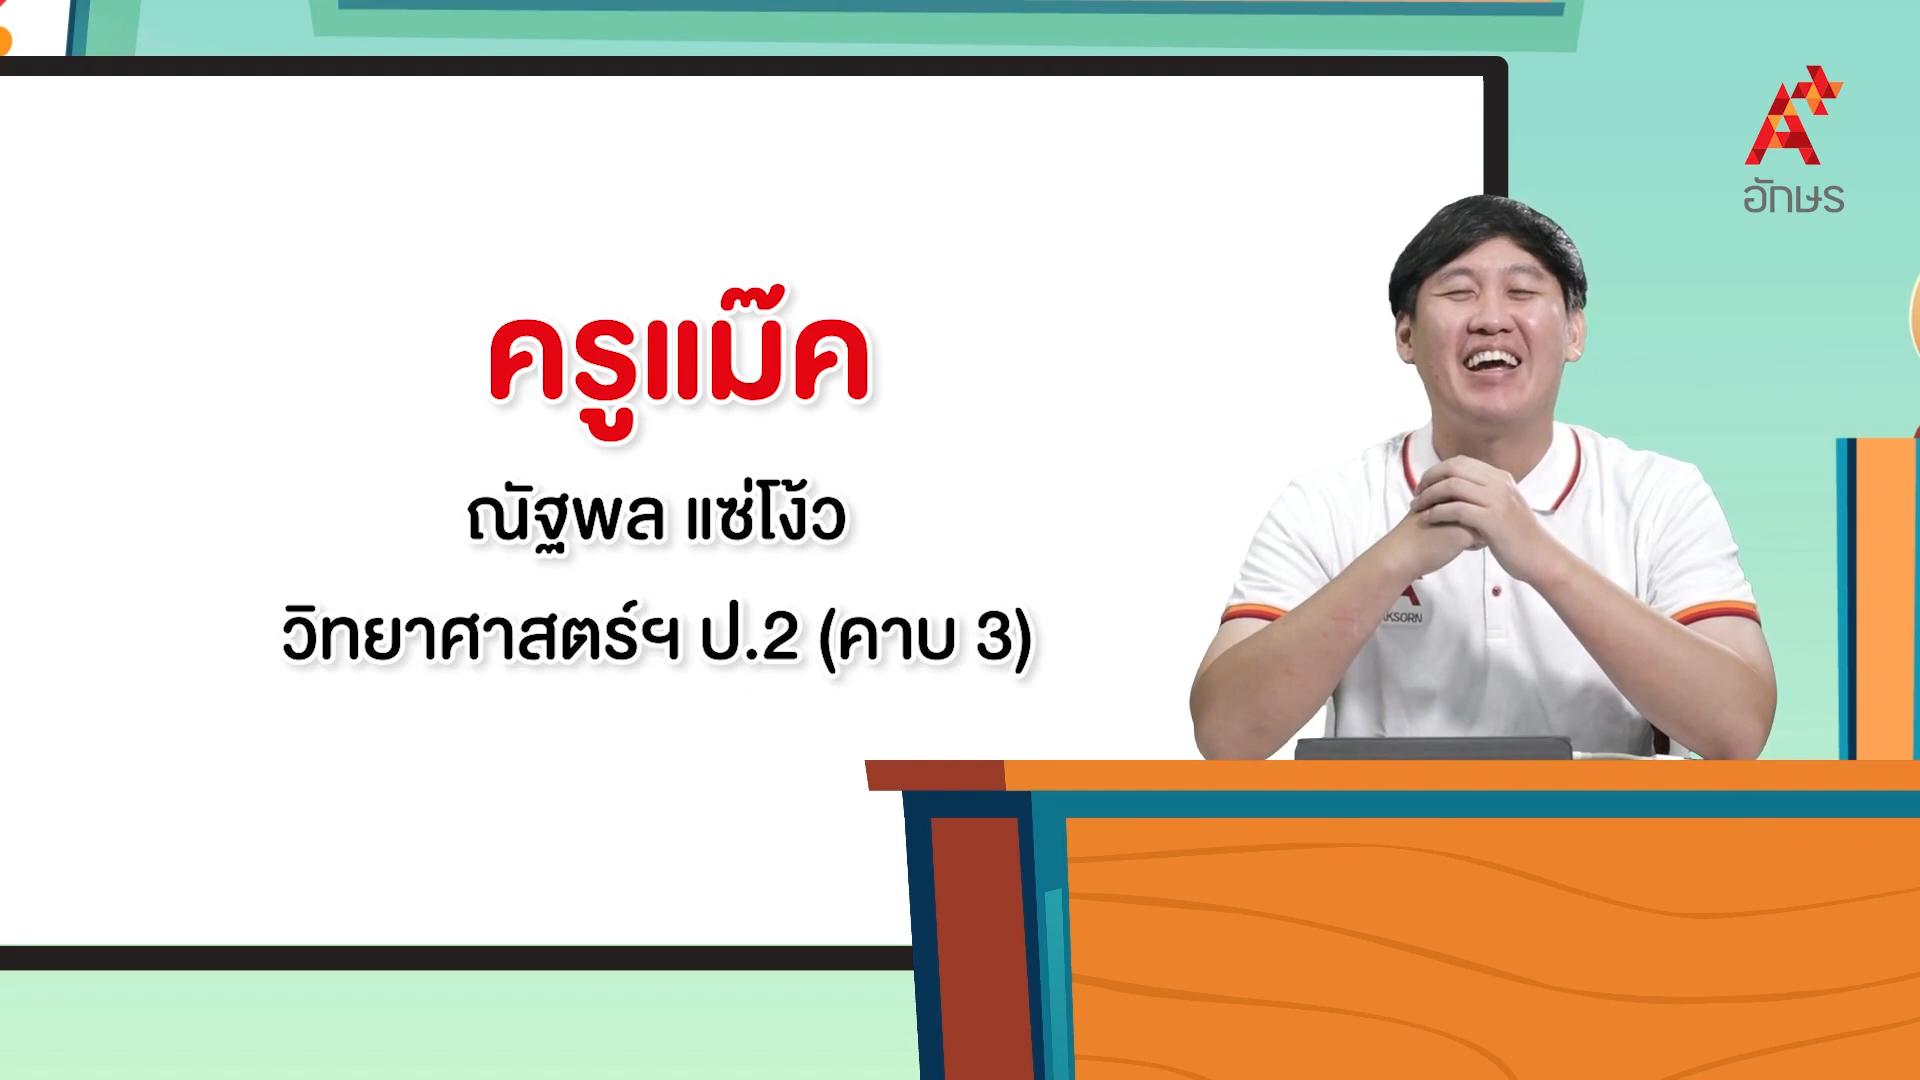 ครูแม๊ค
ณัฐพล แซ่โง้ว
วิทยาศาสตร์ฯ ป.2 (คาบ 3)
อักษร
AKSORN